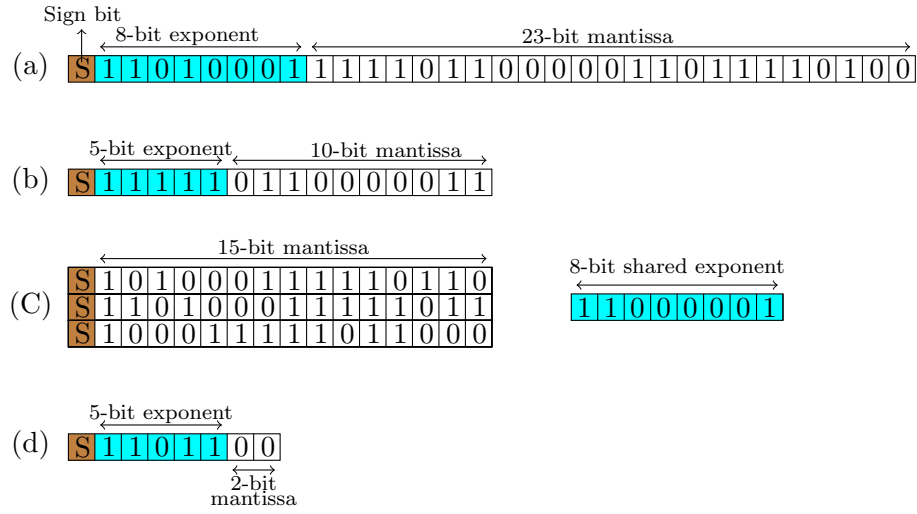 Sign bit
8-bit exponent 23-bit mantissa
(a) S 1 1 0 1 0 0 0 1 1 1 1 1 0 1 1 0 0 0 0 0 1 1 0 1 1 1 1 0 1 0 0
5-bit exponent 10-bit mantissa
(b) S 1 1 1 1 1 0 1 1 0 0 0 0 0 1 1
15-bit mantissa
(C)
S 1 0 1 0 0 0 1 1 1 1 1 0 1 1 0
S 1 1 0 1 0 0 0 1 1 1 1 1 0 1 1
S 1 0 0 0 1 1 1 1 1 0 1 1 0 0 0
8-bit shared exponent
1 1 0 0 0 0 0 1
5-bit exponent
(d) S 1 1 0 1 1 0 0
2-bit
mantissa